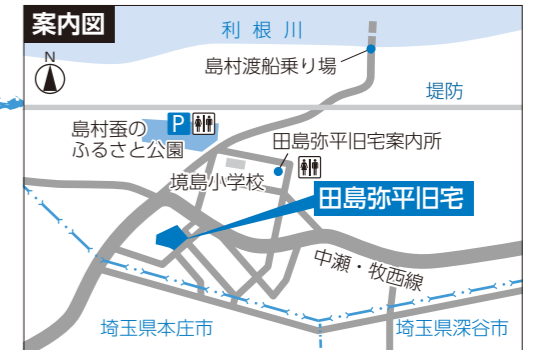 案内図
利根川
N
島村渡船乗り場
堤防
島村蚕の
ふるさと公園
P
田島弥平旧宅案内所
境島小学校
田島弥平旧宅
中瀬・牧西線
埼玉県本庄市
埼玉県深谷市